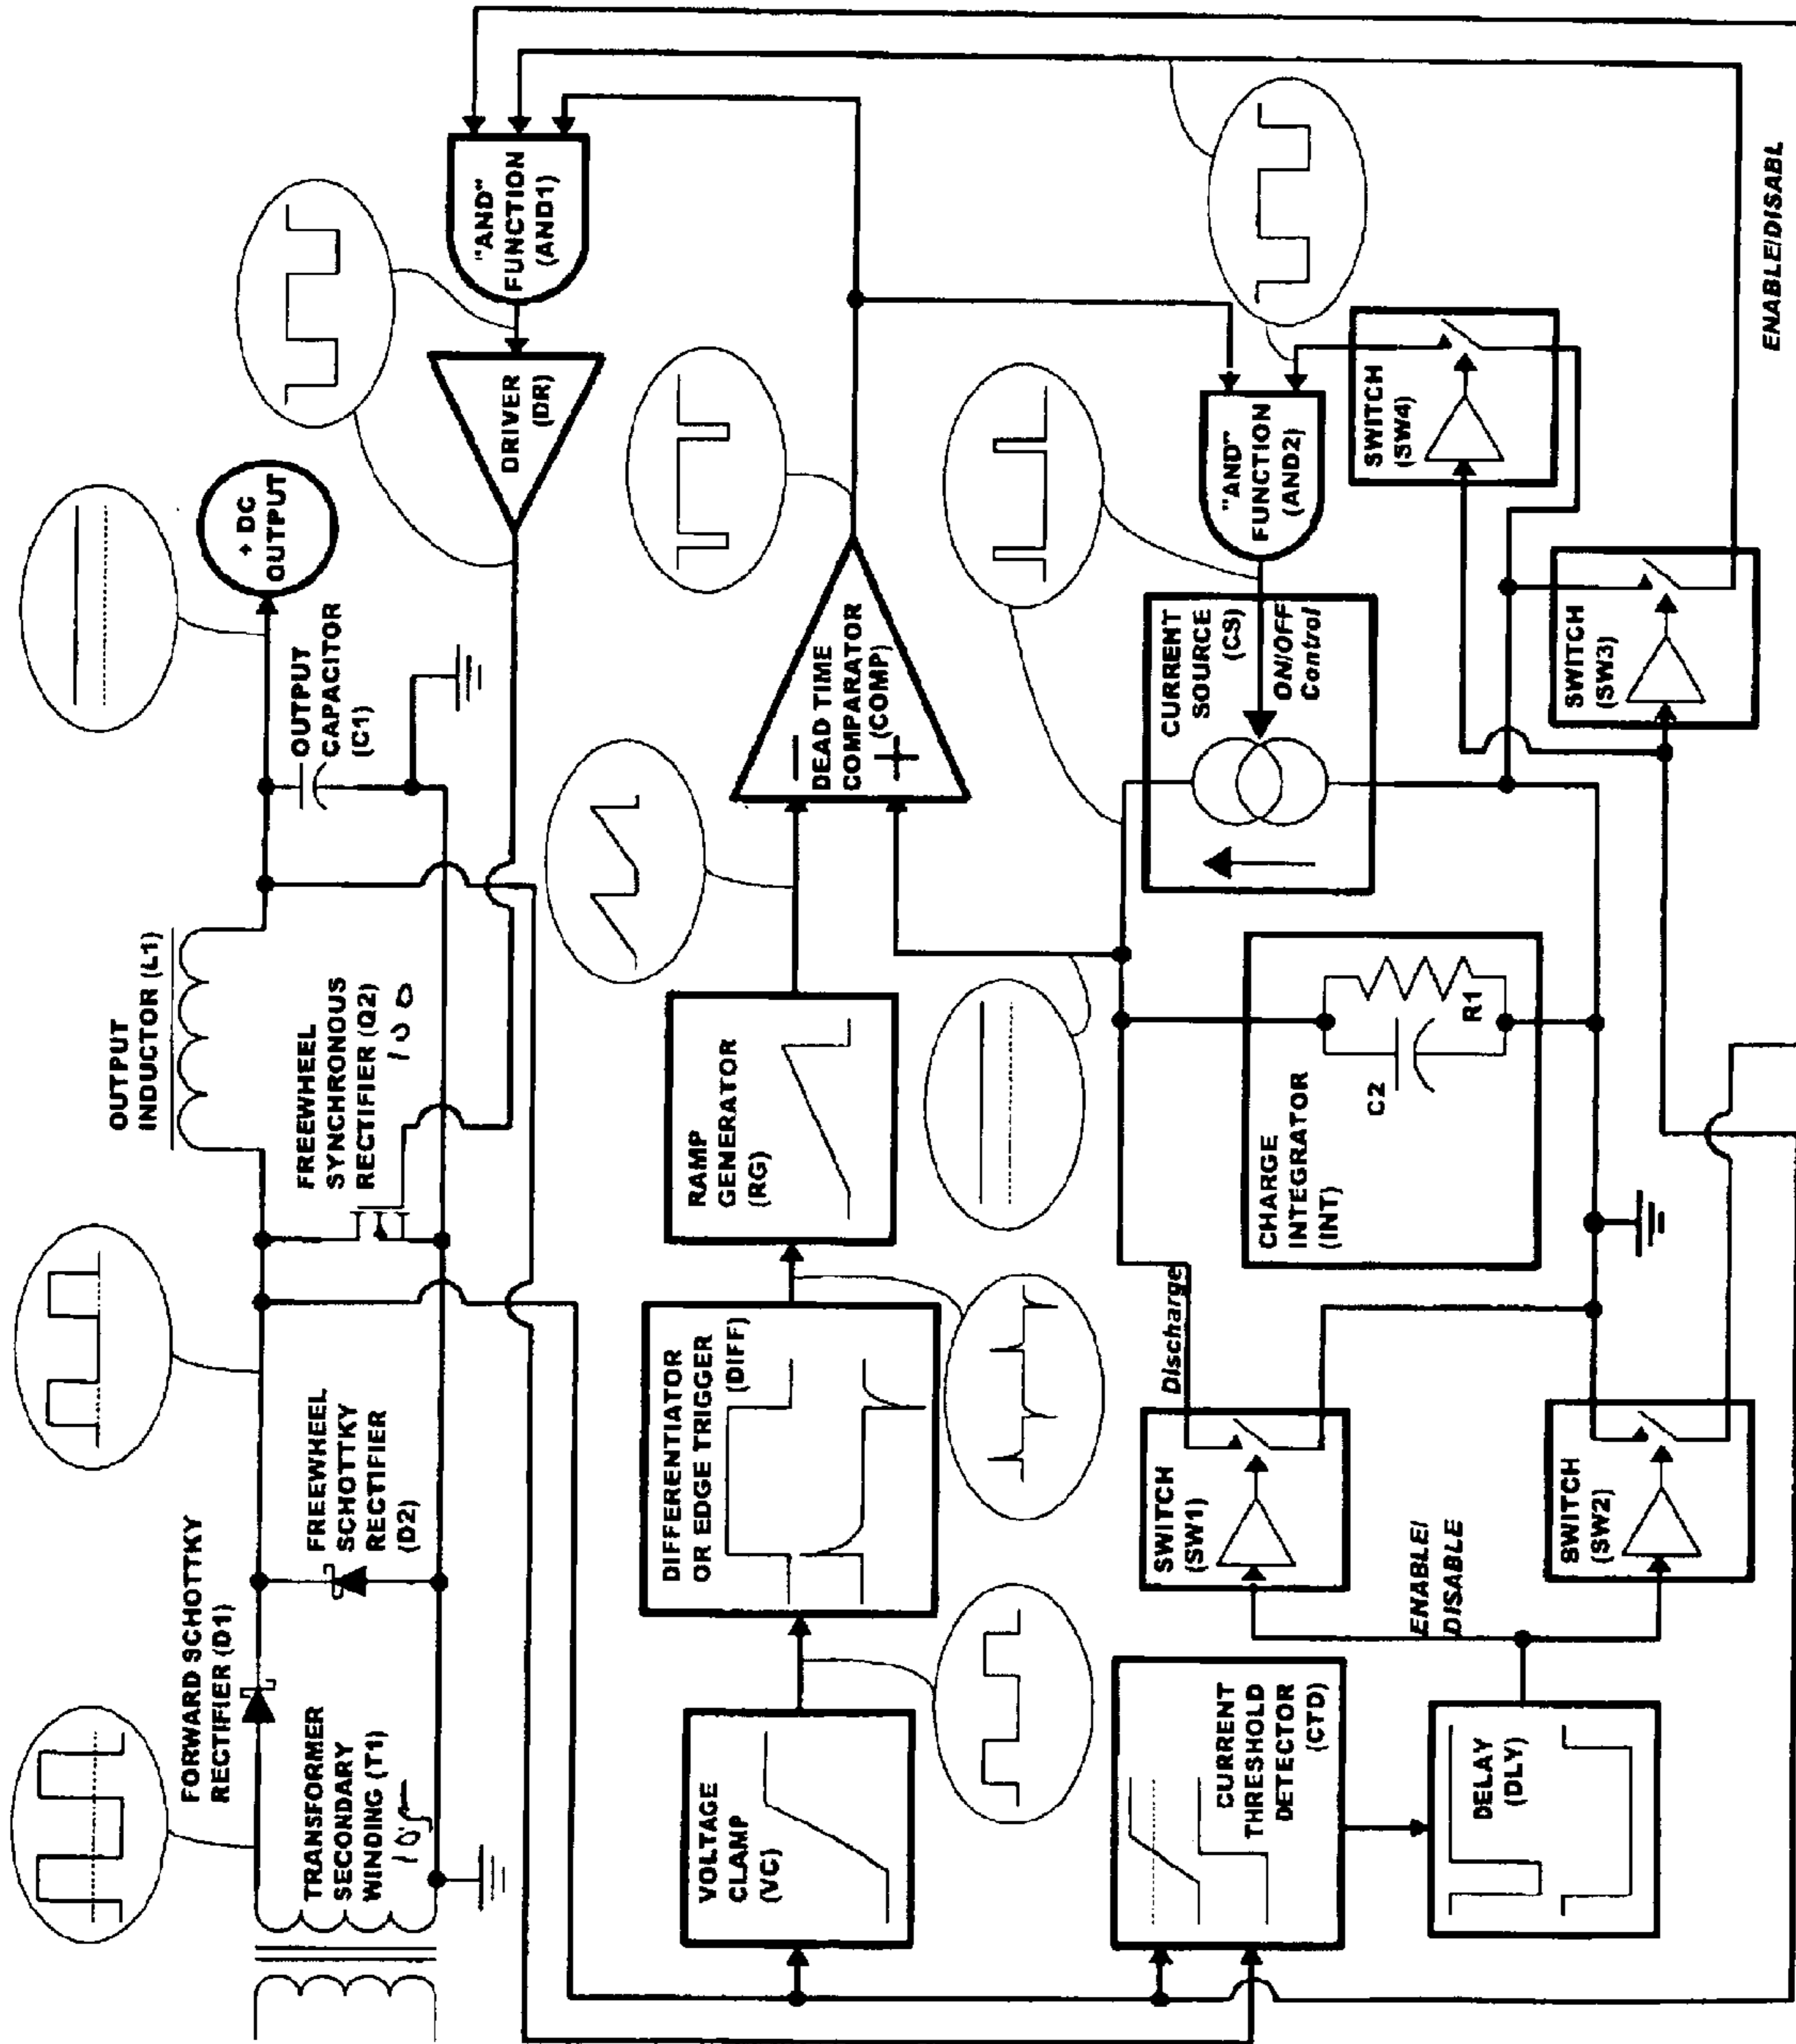 FORWARD SCHOTTKY
RECTIFIER (D1)
TRANSFORMER
SECONDARY
WINDING (T1)
105
FREEWHEEL
SCHOTTKY
RECTIFIER
(D2)
OUTPUT
INDUCTOR (L1)
FREEWHEEL
SYNCHRONOUS
RECTIFIER (Q2)
100
OUTPUT
CAPACITOR
(C1)
+ DC
OUTPUT
DRIVER
(DR)
"AND"
FUNCTION
(AND1)
VOLTAGE
CLAMP
(VC)
DIFFERENTIATOR
OR EDGE TRIGGER
(DIFF)
RAMP
GENERATOR
(RG)
DEAD TIME
COMPARATOR
(COMP)
−
+
CURRENT
THRESHOLD
DETECTOR
(CTD)
DELAY
(DLY)
ENABLE/
DISABLE
SWITCH
(SW1)
Discharge
SWITCH
(SW2)
CHARGE
INTEGRATOR
(INT)
C2
R1
CURRENT
SOURCE
(CS)
ON/OFF
Control
"AND"
FUNCTION
(AND2)
SWITCH
(SW4)
SWITCH
(SW3)
ENABLE/DISABL